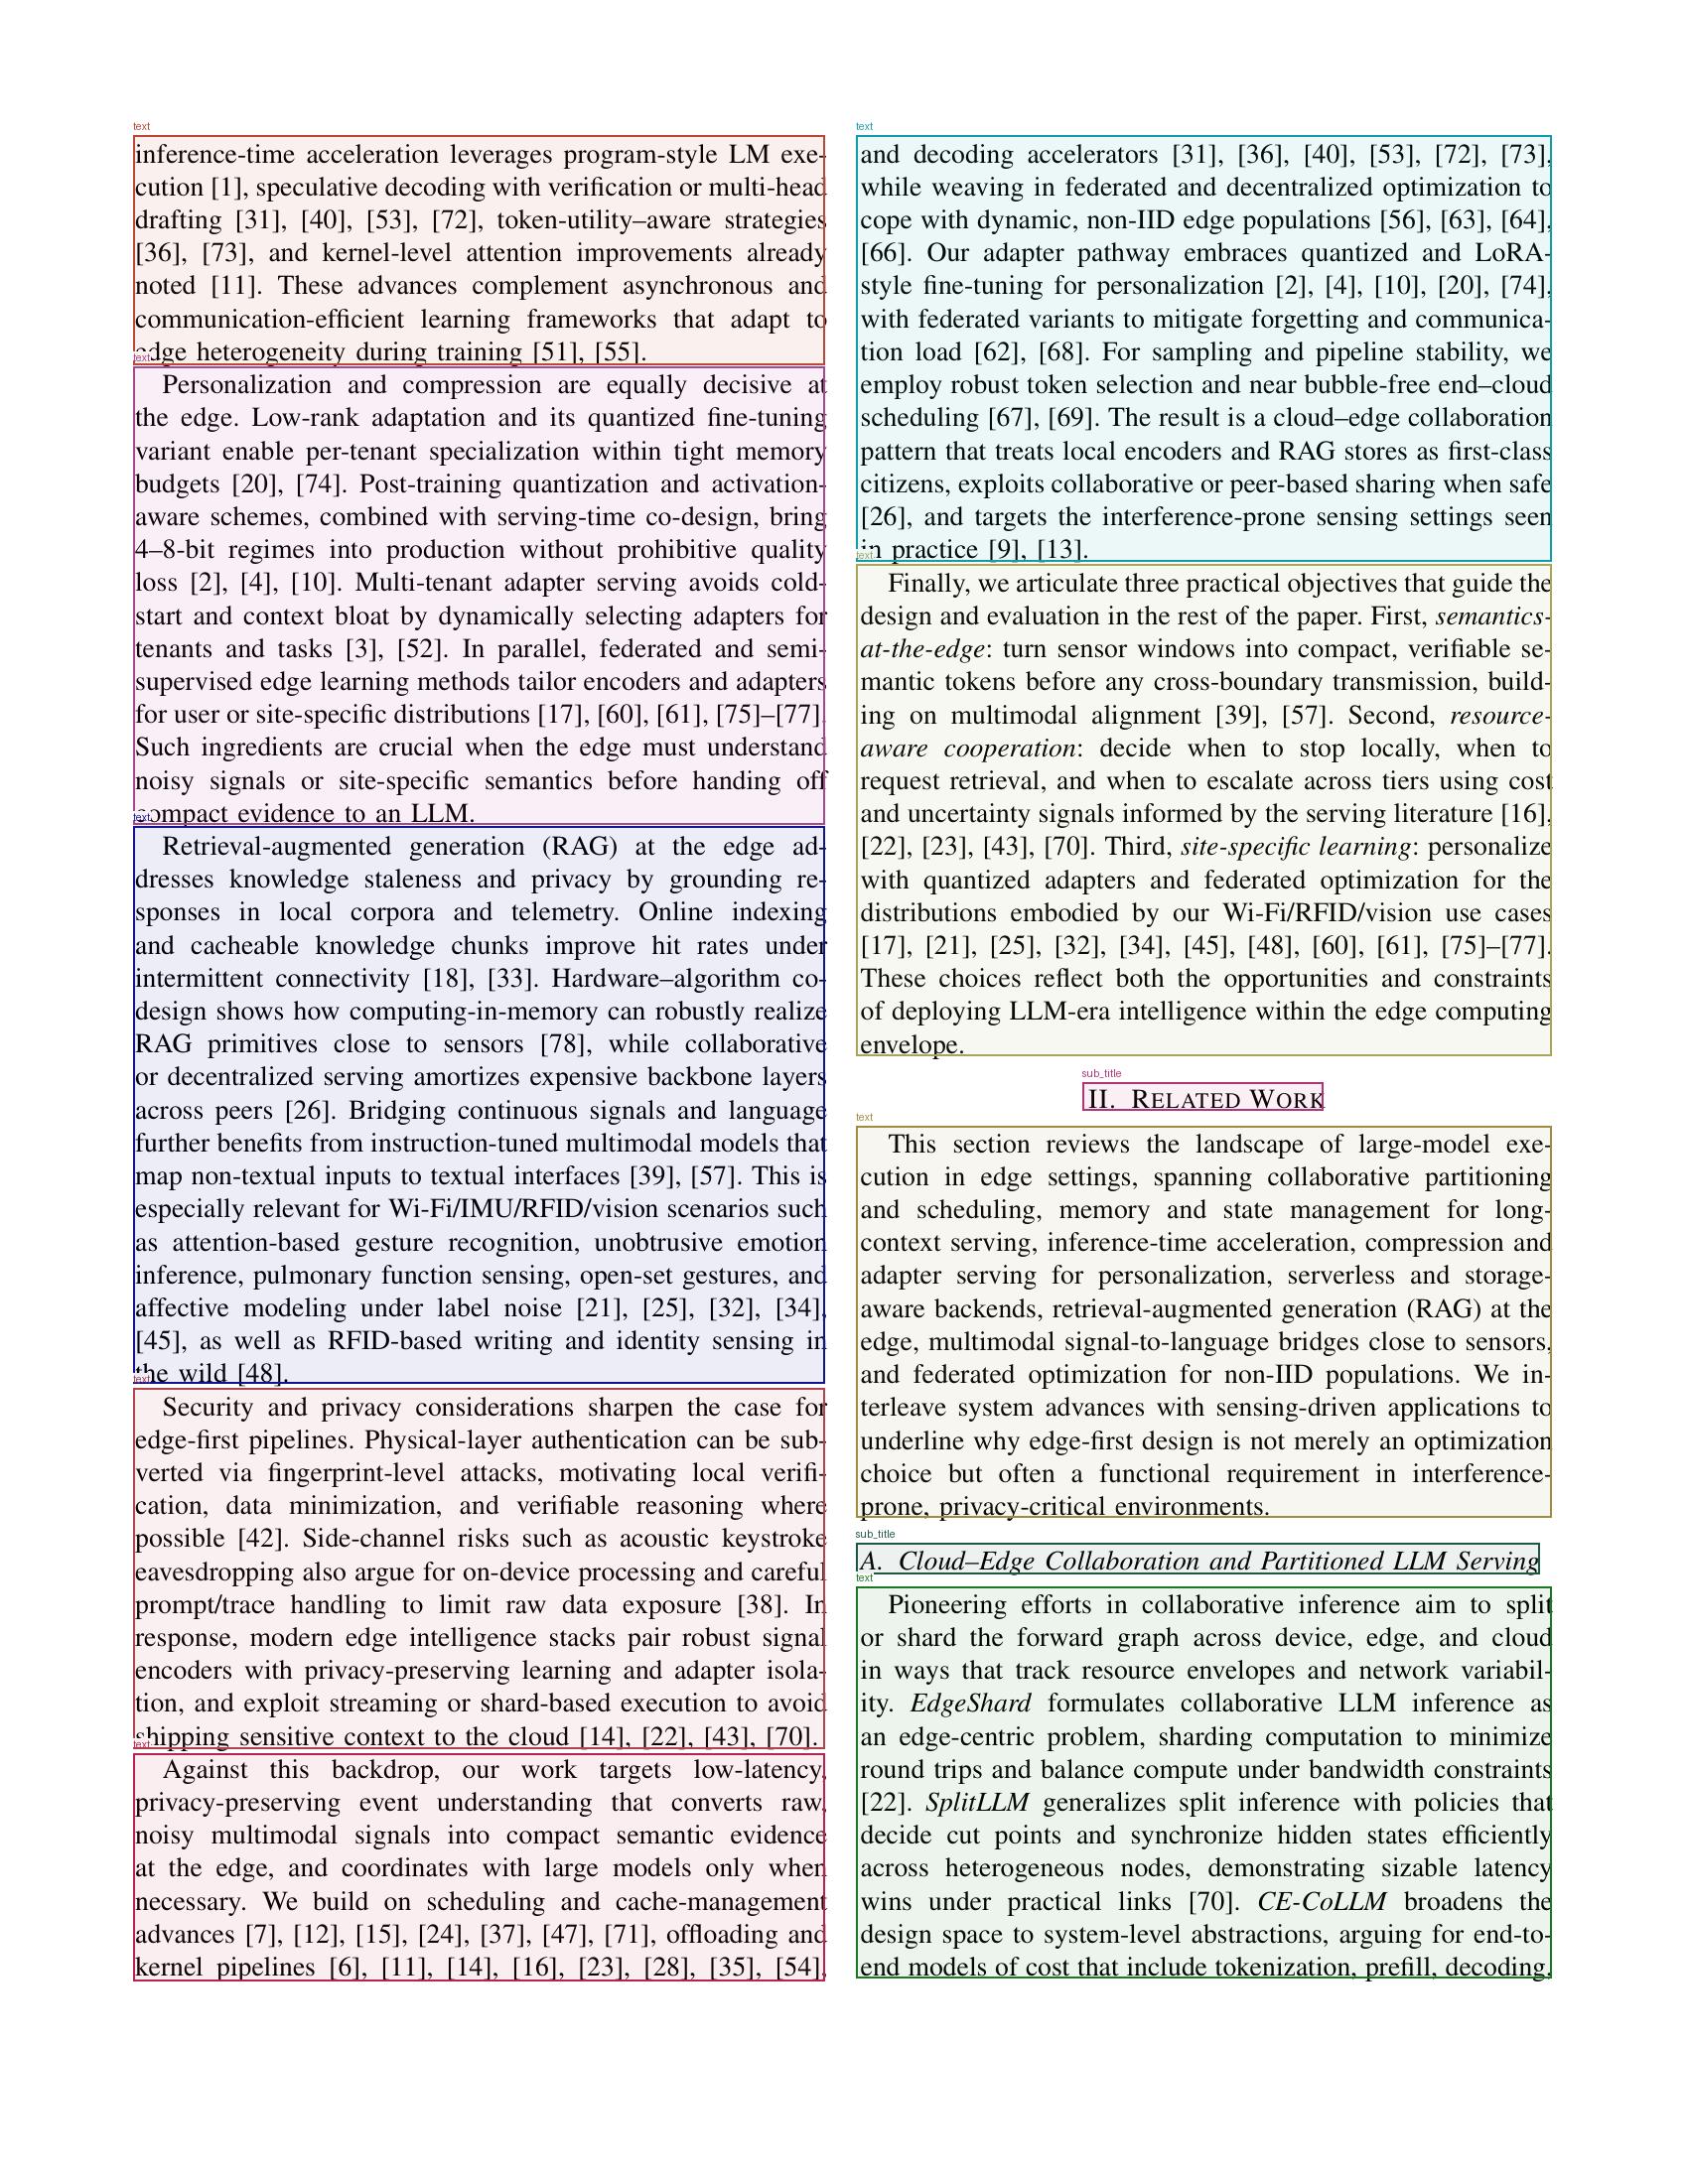 text
inference-time acceleration leverages program-style LM exe-
cution [1], speculative decoding with verification or multi-head
drafting [31], [40], [53], [72], token-utility–aware strategies
[36], [73], and kernel-level attention improvements already
noted [11]. These advances complement asynchronous and
communication-efficient learning frameworks that adapt to
edge heterogeneity during training [51], [55].
text
Personalization and compression are equally decisive at
the edge. Low-rank adaptation and its quantized fine-tuning
variant enable per-tenant specialization within tight memory
budgets [20], [74]. Post-training quantization and activation-
aware schemes, combined with serving-time co-design, bring
4–8-bit regimes into production without prohibitive quality
loss [2], [4], [10]. Multi-tenant adapter serving avoids cold-
start and context bloat by dynamically selecting adapters for
tenants and tasks [3], [52]. In parallel, federated and semi-
supervised edge learning methods tailor encoders and adapters
for user or site-specific distributions [17], [60], [61], [75]–[77].
Such ingredients are crucial when the edge must understand
noisy signals or site-specific semantics before handing off
compact evidence to an LLM.
text
Retrieval-augmented generation (RAG) at the edge ad-
dresses knowledge staleness and privacy by grounding re-
sponses in local corpora and telemetry. Online indexing
and cacheable knowledge chunks improve hit rates under
intermittent connectivity [18], [33]. Hardware–algorithm co-
design shows how computing-in-memory can robustly realize
RAG primitives close to sensors [78], while collaborative
or decentralized serving amortizes expensive backbone layers
across peers [26]. Bridging continuous signals and language
further benefits from instruction-tuned multimodal models that
map non-textual inputs to textual interfaces [39], [57]. This is
especially relevant for Wi-Fi/IMU/RFID/vision scenarios such
as attention-based gesture recognition, unobtrusive emotion
inference, pulmonary function sensing, open-set gestures, and
affective modeling under label noise [21], [25], [32], [34],
[45], as well as RFID-based writing and identity sensing in
the wild [48].
text
Security and privacy considerations sharpen the case for
edge-first pipelines. Physical-layer authentication can be sub-
verted via fingerprint-level attacks, motivating local verifi-
cation, data minimization, and verifiable reasoning where
possible [42]. Side-channel risks such as acoustic keystroke
eavesdropping also argue for on-device processing and careful
prompt/trace handling to limit raw data exposure [38]. In
response, modern edge intelligence stacks pair robust signal
encoders with privacy-preserving learning and adapter isola-
tion, and exploit streaming or shard-based execution to avoid
shipping sensitive context to the cloud [14], [22], [43], [70].
text
Against this backdrop, our work targets low-latency,
privacy-preserving event understanding that converts raw,
noisy multimodal signals into compact semantic evidence
at the edge, and coordinates with large models only when
necessary. We build on scheduling and cache-management
advances [7], [12], [15], [24], [37], [47], [71], offloading and
kernel pipelines [6], [11], [14], [16], [23], [28], [35], [54],
text
and decoding accelerators [31], [36], [40], [53], [72], [73],
while weaving in federated and decentralized optimization to
cope with dynamic, non-IID edge populations [56], [63], [64],
[66]. Our adapter pathway embraces quantized and LoRA-
style fine-tuning for personalization [2], [4], [10], [20], [74],
with federated variants to mitigate forgetting and communica-
tion load [62], [68]. For sampling and pipeline stability, we
employ robust token selection and near bubble-free end–cloud
scheduling [67], [69]. The result is a cloud–edge collaboration
pattern that treats local encoders and RAG stores as first-class
citizens, exploits collaborative or peer-based sharing when safe
[26], and targets the interference-prone sensing settings seen
in practice [9], [13].
text
Finally, we articulate three practical objectives that guide the
design and evaluation in the rest of the paper. First, semantics-
at-the-edge: turn sensor windows into compact, verifiable se-
mantic tokens before any cross-boundary transmission, build-
ing on multimodal alignment [39], [57]. Second, resource-
aware cooperation: decide when to stop locally, when to
request retrieval, and when to escalate across tiers using cost
and uncertainty signals informed by the serving literature [16],
[22], [23], [43], [70]. Third, site-specific learning: personalize
with quantized adapters and federated optimization for the
distributions embodied by our Wi-Fi/RFID/vision use cases
[17], [21], [25], [32], [34], [45], [48], [60], [61], [75]–[77].
These choices reflect both the opportunities and constraints
of deploying LLM-era intelligence within the edge computing
envelope.
sub_title
II. RELATED WORK
text
This section reviews the landscape of large-model exe-
cution in edge settings, spanning collaborative partitioning
and scheduling, memory and state management for long-
context serving, inference-time acceleration, compression and
adapter serving for personalization, serverless and storage-
aware backends, retrieval-augmented generation (RAG) at the
edge, multimodal signal-to-language bridges close to sensors,
and federated optimization for non-IID populations. We in-
terleave system advances with sensing-driven applications to
underline why edge-first design is not merely an optimization
choice but often a functional requirement in interference-
prone, privacy-critical environments.
sub_title
A. Cloud–Edge Collaboration and Partitioned LLM Serving
text
Pioneering efforts in collaborative inference aim to split
or shard the forward graph across device, edge, and cloud
in ways that track resource envelopes and network variabil-
ity. EdgeShard formulates collaborative LLM inference as
an edge-centric problem, sharding computation to minimize
round trips and balance compute under bandwidth constraints
[22]. SplitLLM generalizes split inference with policies that
decide cut points and synchronize hidden states efficiently
across heterogeneous nodes, demonstrating sizable latency
wins under practical links [70]. CE-CoLLM broadens the
design space to system-level abstractions, arguing for end-to-
end models of cost that include tokenization, prefill, decoding,